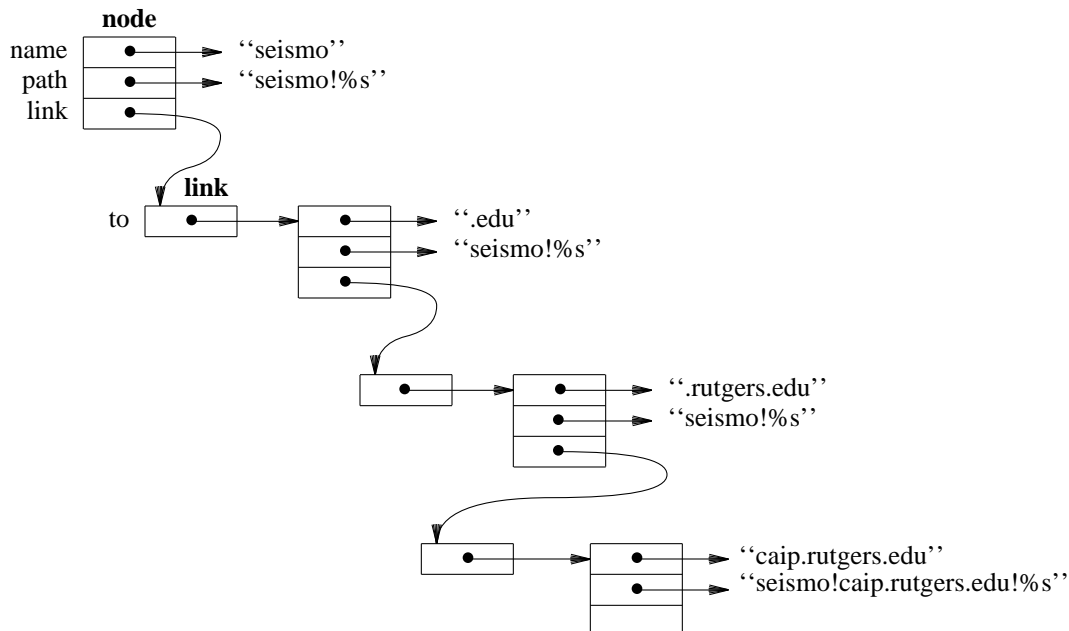 node
name ‘‘seismo’’
path ‘‘seismo!%s’’
link
link
to ‘‘.edu’’
‘‘seismo!%s’’
‘‘.rutgers.edu’’
‘‘seismo!%s’’
‘‘caip.rutgers.edu’’
‘‘seismo!caip.rutgers.edu!%s’’